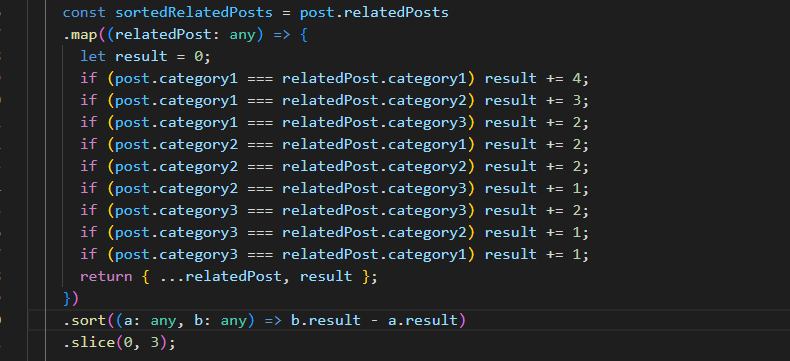 const sortedRelatedPosts = post.relatedPosts
.map((relatedPost: any) => {
let result = 0;
if (post.category1 === relatedPost.category1) result += 4;
if (post.category1 === relatedPost.category2) result += 3;
if (post.category1 === relatedPost.category3) result += 2;
if (post.category2 === relatedPost.category1) result += 2;
if (post.category2 === relatedPost.category2) result += 2;
if (post.category2 === relatedPost.category3) result += 1;
if (post.category3 === relatedPost.category3) result += 2;
if (post.category3 === relatedPost.category2) result += 1;
if (post.category3 === relatedPost.category1) result += 1;
return { ...relatedPost, result };
})
.sort((a: any, b: any) => b.result - a.result)
.slice(0, 3);